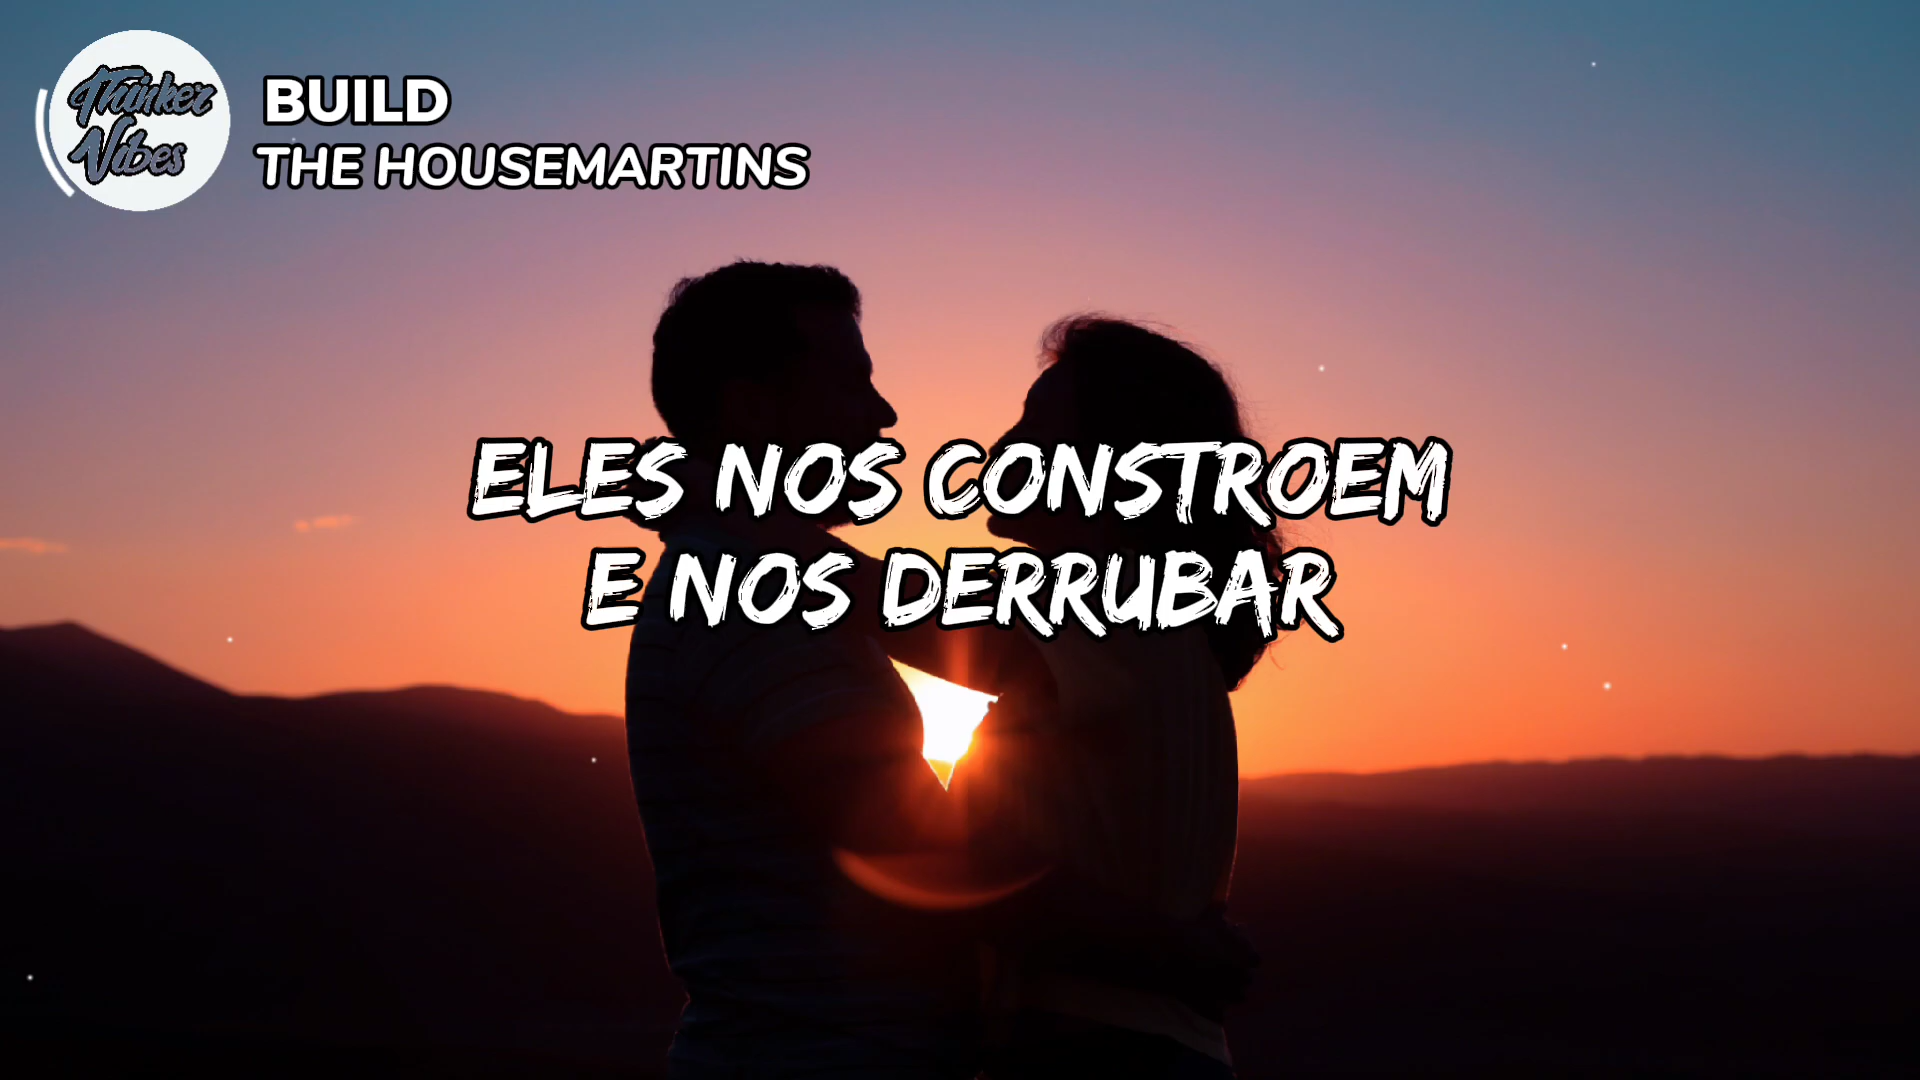 Thinker
Vibes
BUILD
THE HOUSEMARTINS
ELES NOS CONSTROEM
E NOS DERRUBAR